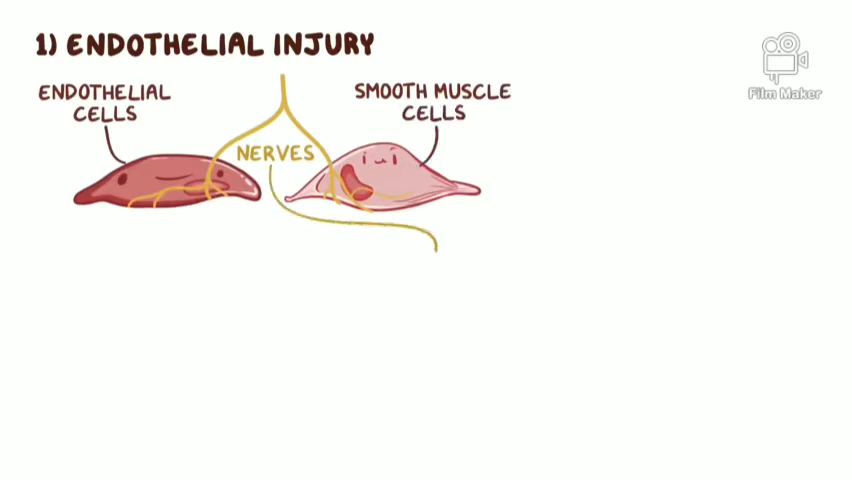 1) ENDOTHELIAL INJURY
ENDOTHELIAL
CELLS
SMOOTH MUSCLE
CELLS
NERVES
Film Maker